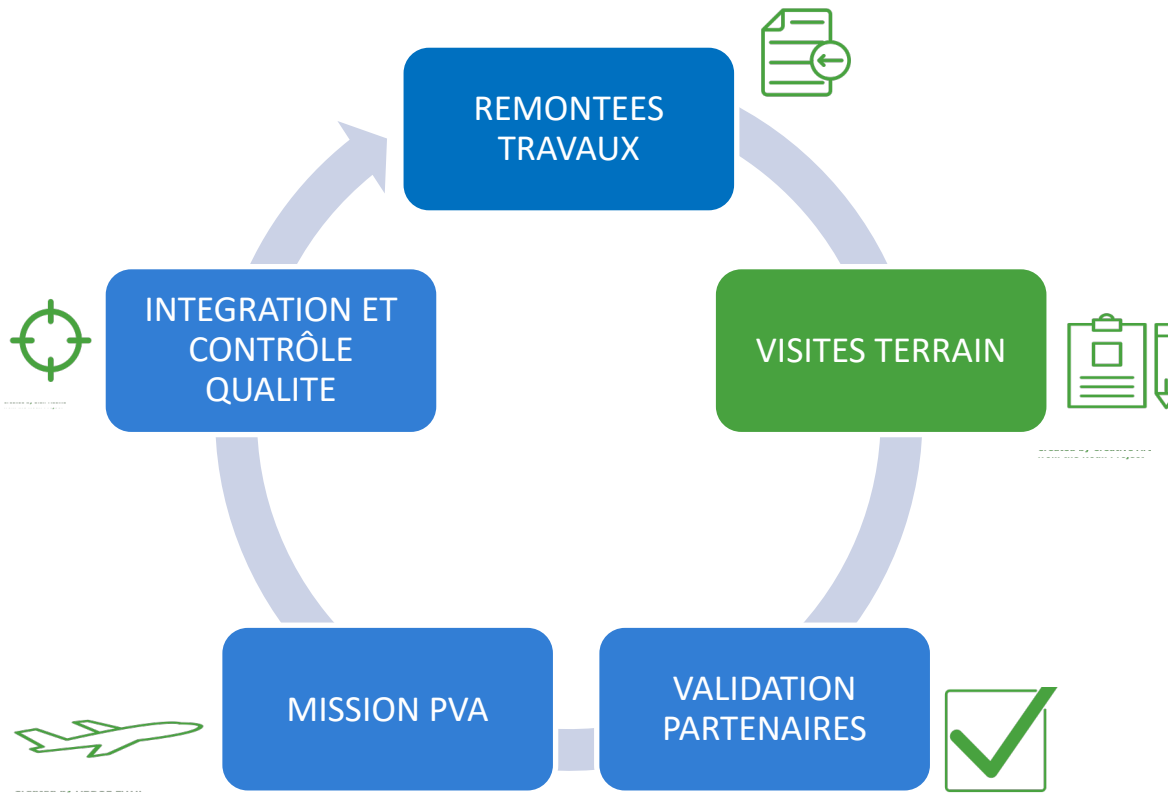 REMONTEES
TRAVAUX
VISITES TERRAIN
VALIDATION
PARTENAIRES
MISSION PVA
INTEGRATION ET
CONTRÔLE
QUALITE